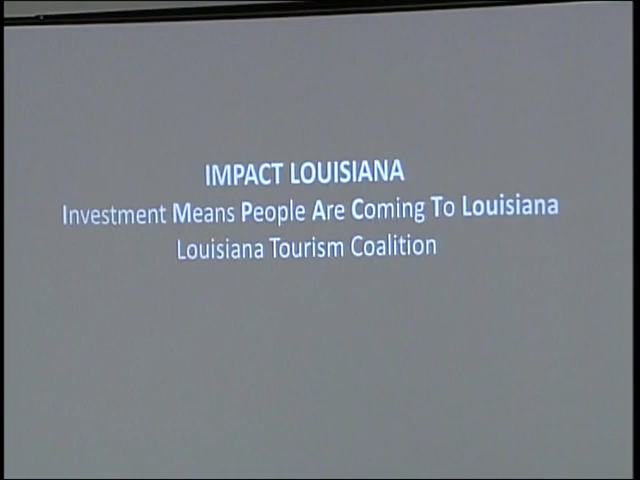 IMPACT LOUISIANA
Investment Means People Are Coming To Louisiana
Louisiana Tourism Coalition